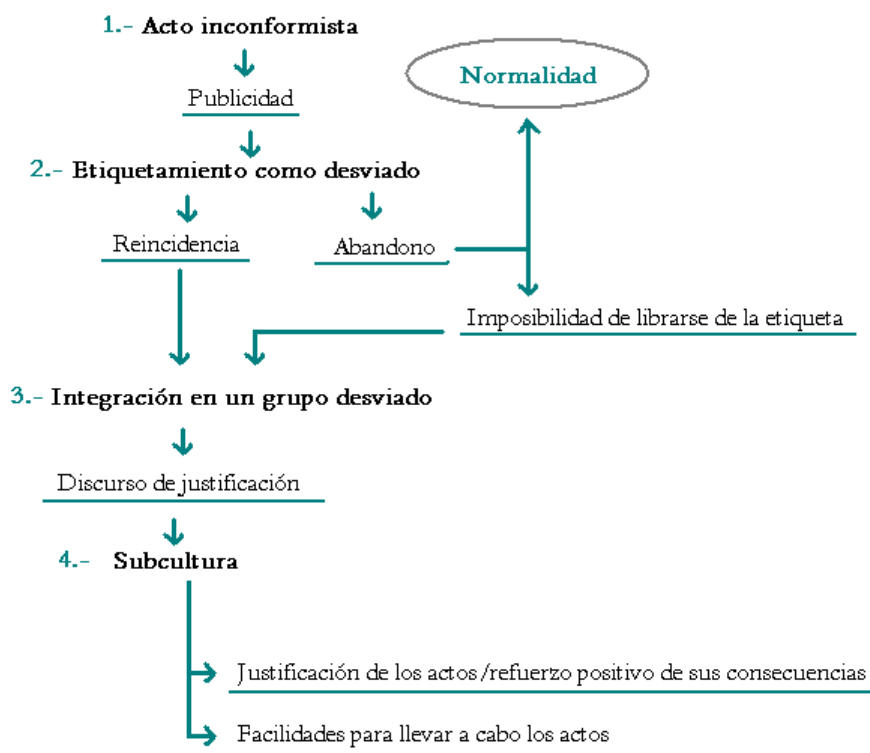 1.- Acto inconformista
Normalidad
Publicidad
2.- Etiquetamiento como desviado
Reincidencia
Abandono
Imposibilidad de librarse de la etiqueta
3.- Integración en un grupo desviado
Discurso de justificación
4.- Subcultura
Justificación de los actos/refuerzo positivo de sus consecuencias
Facilidades para llevar a cabo los actos